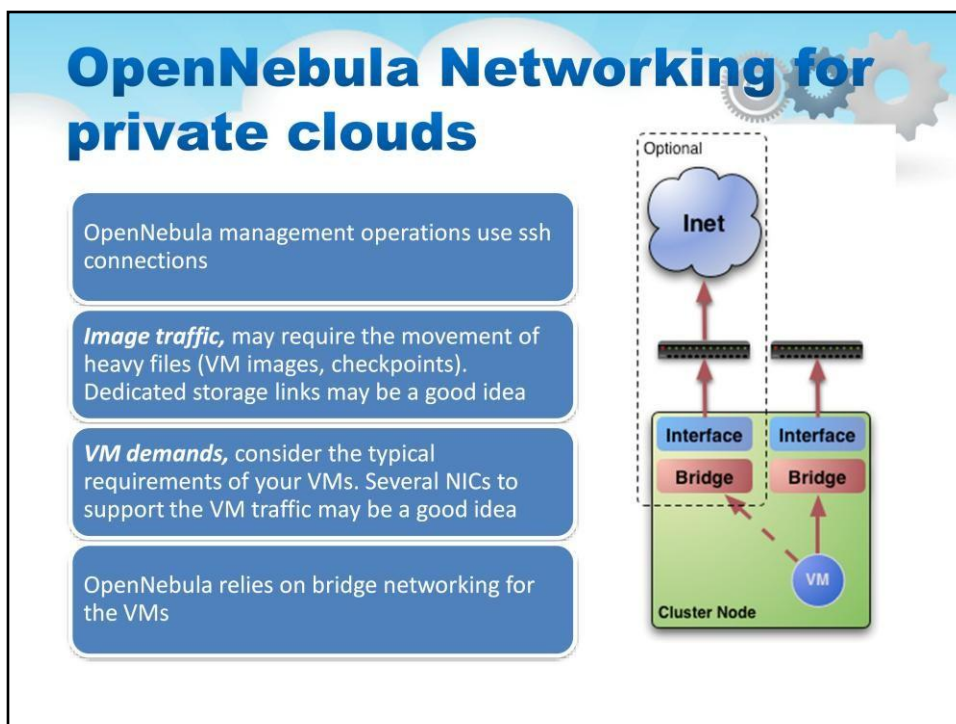 OpenNebula Networking for
private clouds
OpenNebula management operations use ssh
connections
Image traffic, may require the movement of
heavy files (VM images, checkpoints).
Dedicated storage links may be a good idea
VM demands, consider the typical
requirements of your VMs. Several NICs to
support the VM traffic may be a good idea
OpenNebula relies on bridge networking for
the VMs
Optional
Inet
Interface
Interface
Bridge
Bridge
VM
Cluster Node